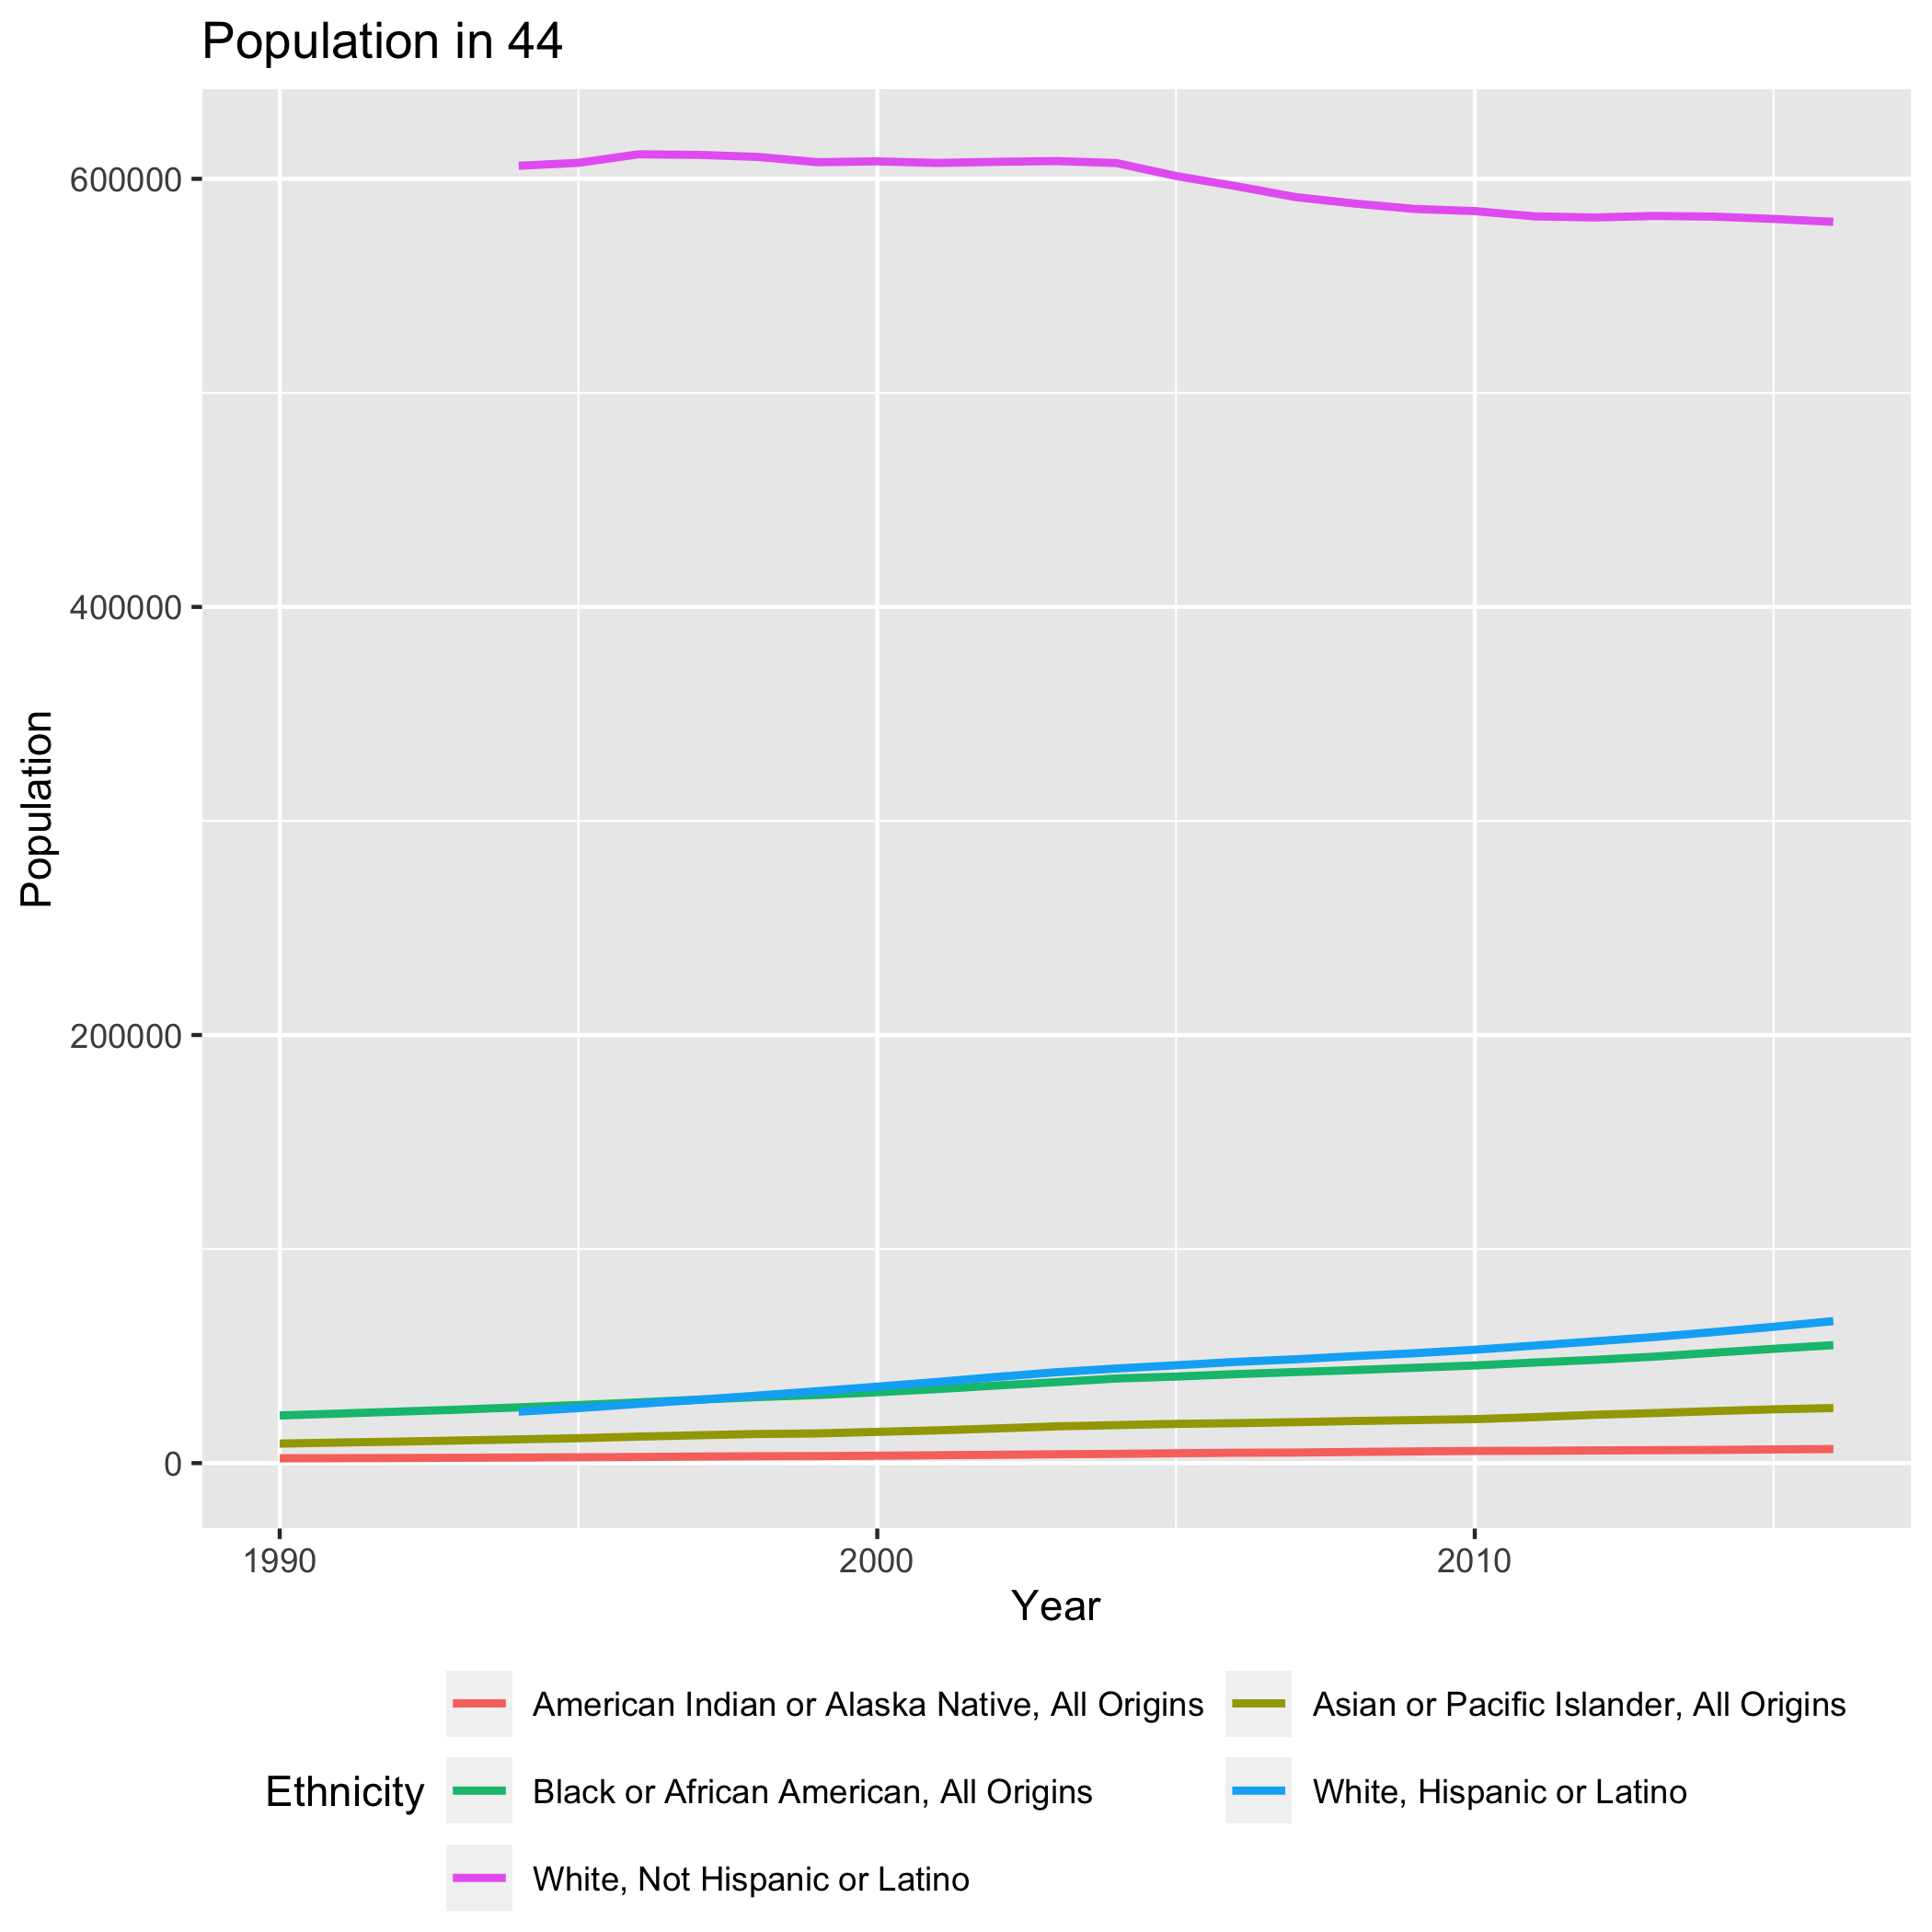 Population in 44
Population
600000
400000
200000
0
1990 2000 2010
Year
Ethnicity
American Indian or Alaska Native, All Origins
Asian or Pacific Islander, All Origins
Black or African American, All Origins
White, Hispanic or Latino
White, Not Hispanic or Latino